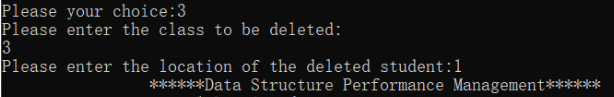 Please your choice:3
Please enter the class to be deleted:
3
Please enter the location of the deleted student:1
******Data Structure Performance Management******